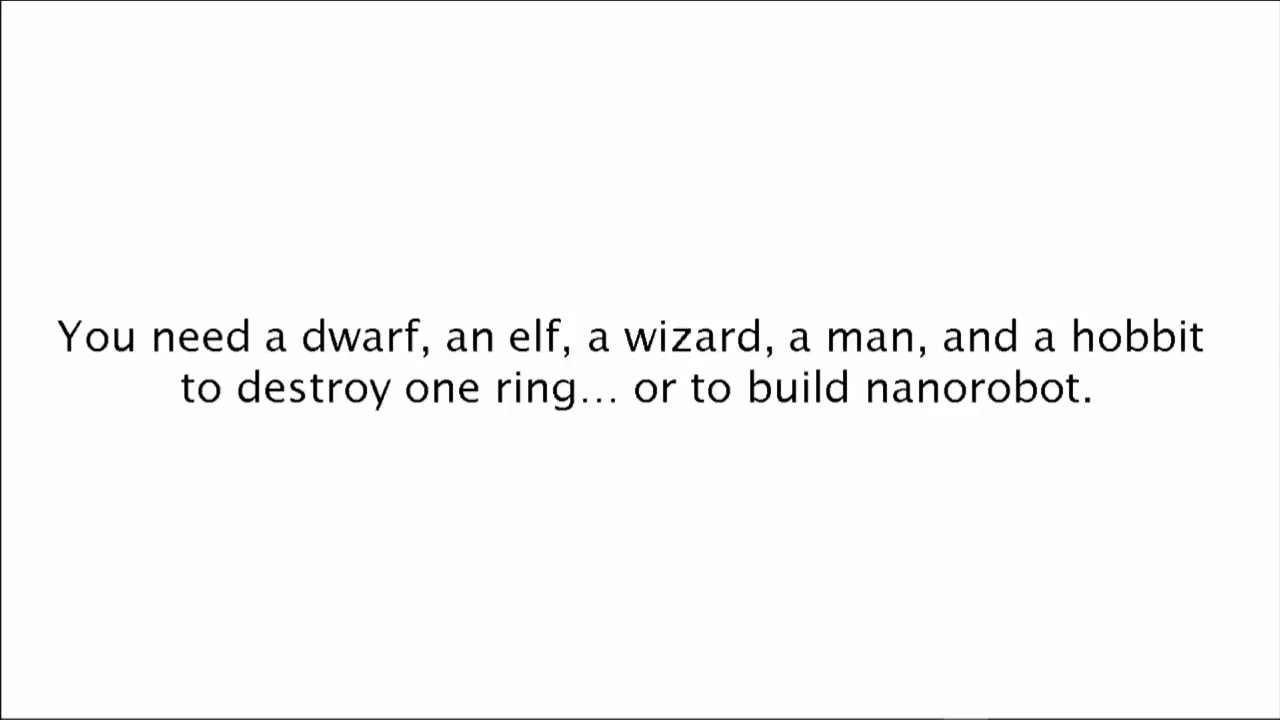 You need a dwarf, an elf, a wizard, a man, and a hobbit
to destroy one ring... or to build nanorobot.